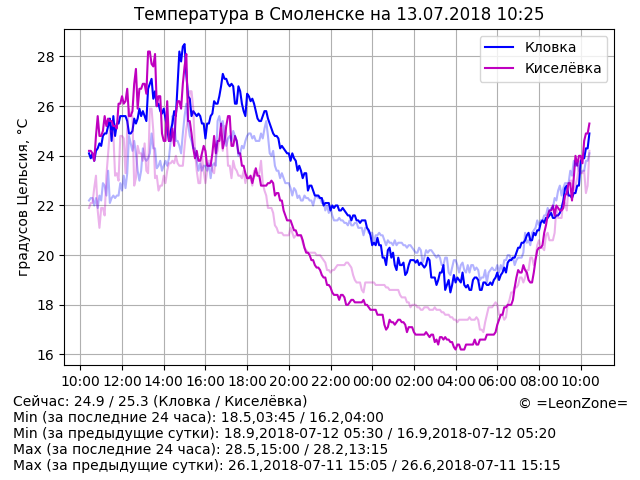 Температура в Смоленске на 13.07.2018 10:25
Кловка
Киселёвка
градусов Цельсия, °C
28
26
24
22
20
18
16
10:00 12:00 14:00 16:00 18:00 20:00 22:00 00:00 02:00 04:00 06:00 08:00 10:00
Сейчас: 24.9 / 25.3 (Кловка / Киселёвка)
© =LeonZone=
Min (за последние 24 часа): 18.5,03:45 / 16.2,04:00
Min (за предыдущие сутки): 18.9,2018-07-12 05:30 / 16.9,2018-07-12 05:20
Max (за последние 24 часа): 28.5,15:00 / 28.2,13:15
Max (за предыдущие сутки): 26.1,2018-07-11 15:05 / 26.6,2018-07-11 15:15